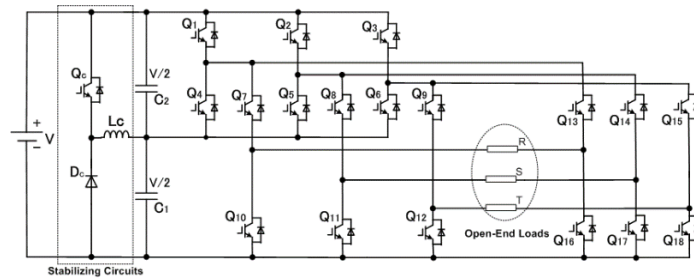 Q1
Q2
Q3
Qc
V/2
C2
Q4
Q7
Q5
Q8
Q6
Q9
Q13
Q14
Q15
+
V
−
Lc
R
S
T
Dc
V/2
C1
Q10
Q11
Q12
Open-End Loads
Q16
Q17
Q18
Stabilizing Circuits